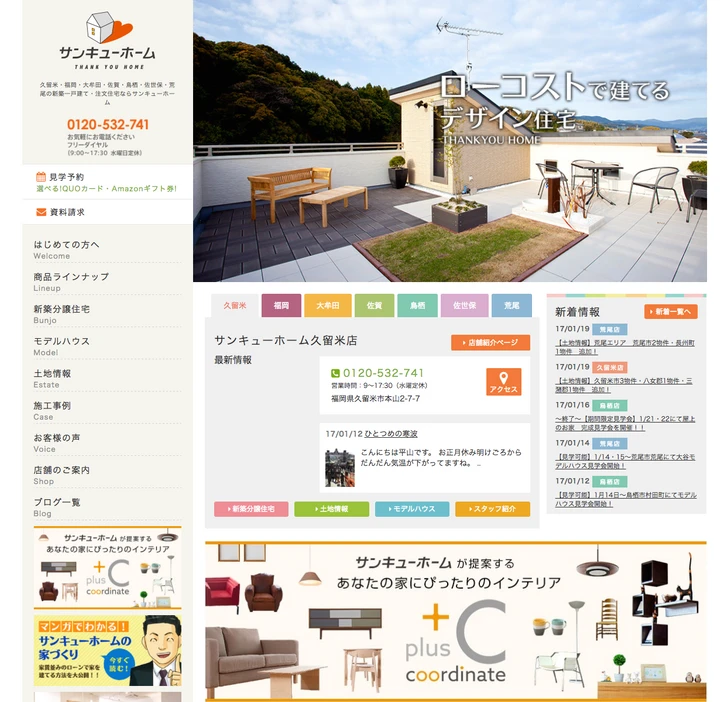 サンキューホーム
THANK YOU HOME
久留米・福岡・大牟田・佐賀・鳥栖・佐世保・荒
尾の新築一戸建て・注文住宅ならサンキューホー
ム
0120-532-741
お気軽にお電話ください
フリーダイヤル
(9:00〜17:30 水曜日定休)
見学予約
選べる!QUOカード・Amazonギフト券!
資料請求
はじめての方へ
Welcome
商品ラインナップ
Lineup
新築分譲住宅
Bunjo
モデルハウス
Model
土地情報
Estate
施工事例
Case
お客様の声
Voice
店舗のご案内
Shop
ブログ一覧
Blog
サンキューホーム が提案する
あなたの家にぴったりのインテリア
+C
plus
coordinate
マンガでわかる!
サンキューホームの
家づくり
家賃並みのローンで家を
建てる方法を大公開!!
今すぐ
読む!
ローコストで建てる
デザイン住宅
THANKYOU HOME
久留米
福岡
大牟田
佐賀
鳥栖
佐世保
荒尾
サンキューホーム久留米店
店舗紹介ページ
最新情報
0120-532-741
営業時間:9〜17:30(水曜定休)
福岡県久留米市本山2-7-7
アクセス
17/01/12 ひとつめの寒波
こんにちは平山です。 お正月休み明けごろから
だんだん気温が下がってますね。 ..
新築分譲住宅
土地情報
モデルハウス
スタッフ紹介
新着情報
新着一覧へ
17/01/19 荒尾店
【土地情報】荒尾エリア 荒尾市2物件・長州町
1物件 追加!
17/01/19 久留米店
【土地情報】久留米市3物件・八女郡1物件・三
潴郡1物件 追加!
17/01/16 鳥栖店
〜終了〜【期間限定見学会】1/21・22にて屋上
のお家 完成見学会を開催!!
17/01/14 荒尾店
【見学可能】1/14・15〜荒尾市荒尾にて大谷モ
デルハウス見学会開始!
17/01/12 鳥栖店
【見学可能】1月14日〜鳥栖市村田町にてモデル
ハウス見学会開始!
サンキューホーム が提案する
あなたの家にぴったりのインテリア
+C
plus
coordinate